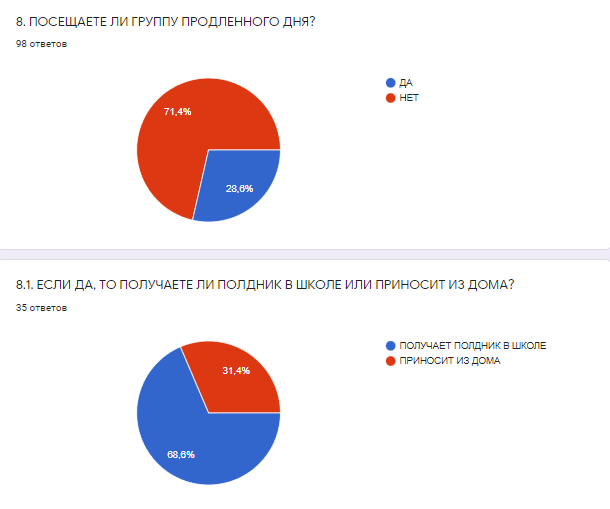 8. ПОСЕЩАЕТЕ ЛИ ГРУППУ ПРОДЛЕННОГО ДНЯ?
98 ответов
ДА
НЕТ
71,4%
28,6%
8.1. ЕСЛИ ДА, ТО ПОЛУЧАЕТЕ ЛИ ПОЛДНИК В ШКОЛЕ ИЛИ ПРИНОСИТ ИЗ ДОМА?
35 ответов
ПОЛУЧАЕТ ПОЛДНИК В ШКОЛЕ
ПРИНОСИТ ИЗ ДОМА
31,4%
68,6%